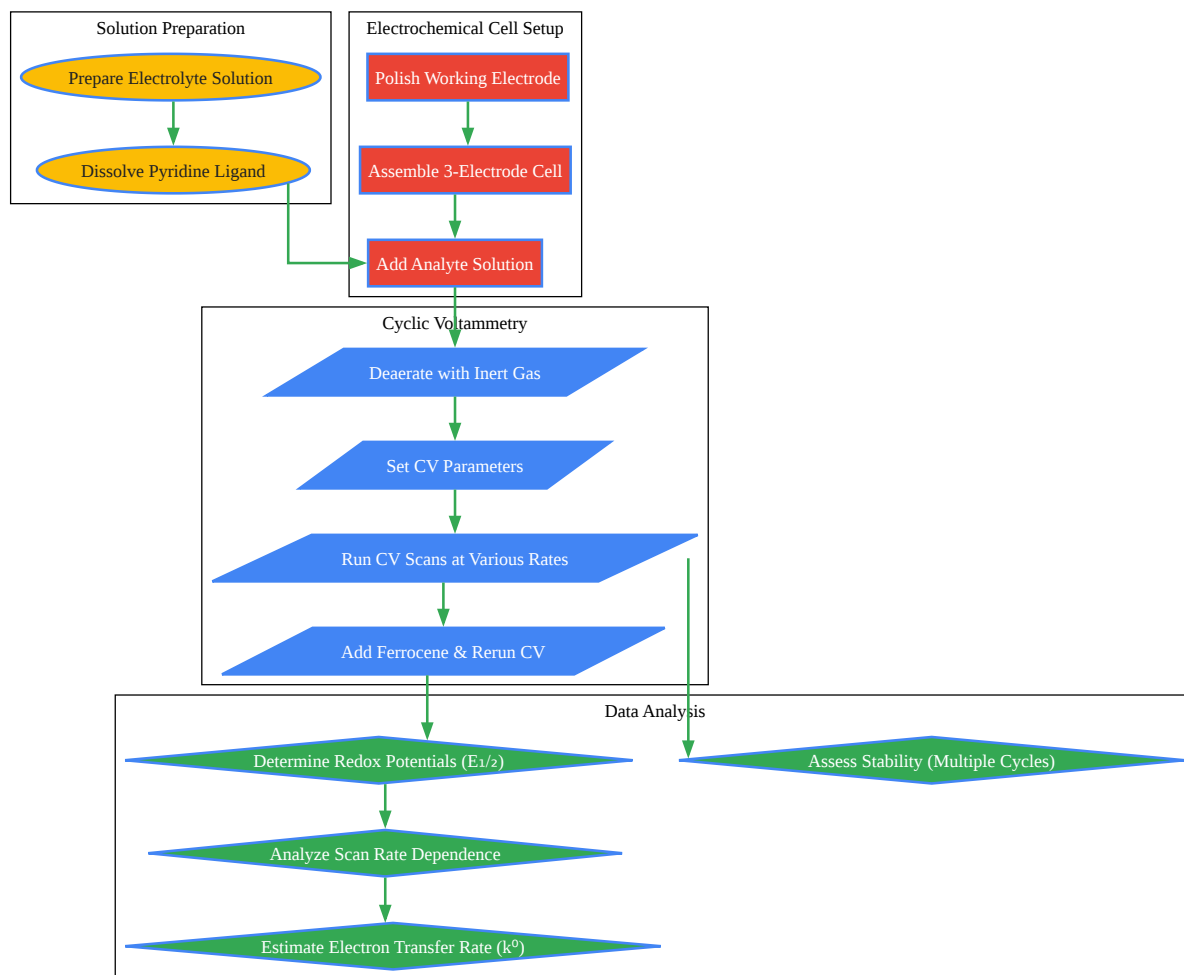 Solution Preparation
Prepare Electrolyte Solution
Dissolve Pyridine Ligand
Electrochemical Cell Setup
Polish Working Electrode
Assemble 3-Electrode Cell
Add Analyte Solution
Cyclic Voltammetry
Deaerate with Inert Gas
Set CV Parameters
Run CV Scans at Various Rates
Add Ferrocene & Rerun CV
Data Analysis
Determine Redox Potentials (E₁/₂)
Assess Stability (Multiple Cycles)
Analyze Scan Rate Dependence
Estimate Electron Transfer Rate (k⁰)